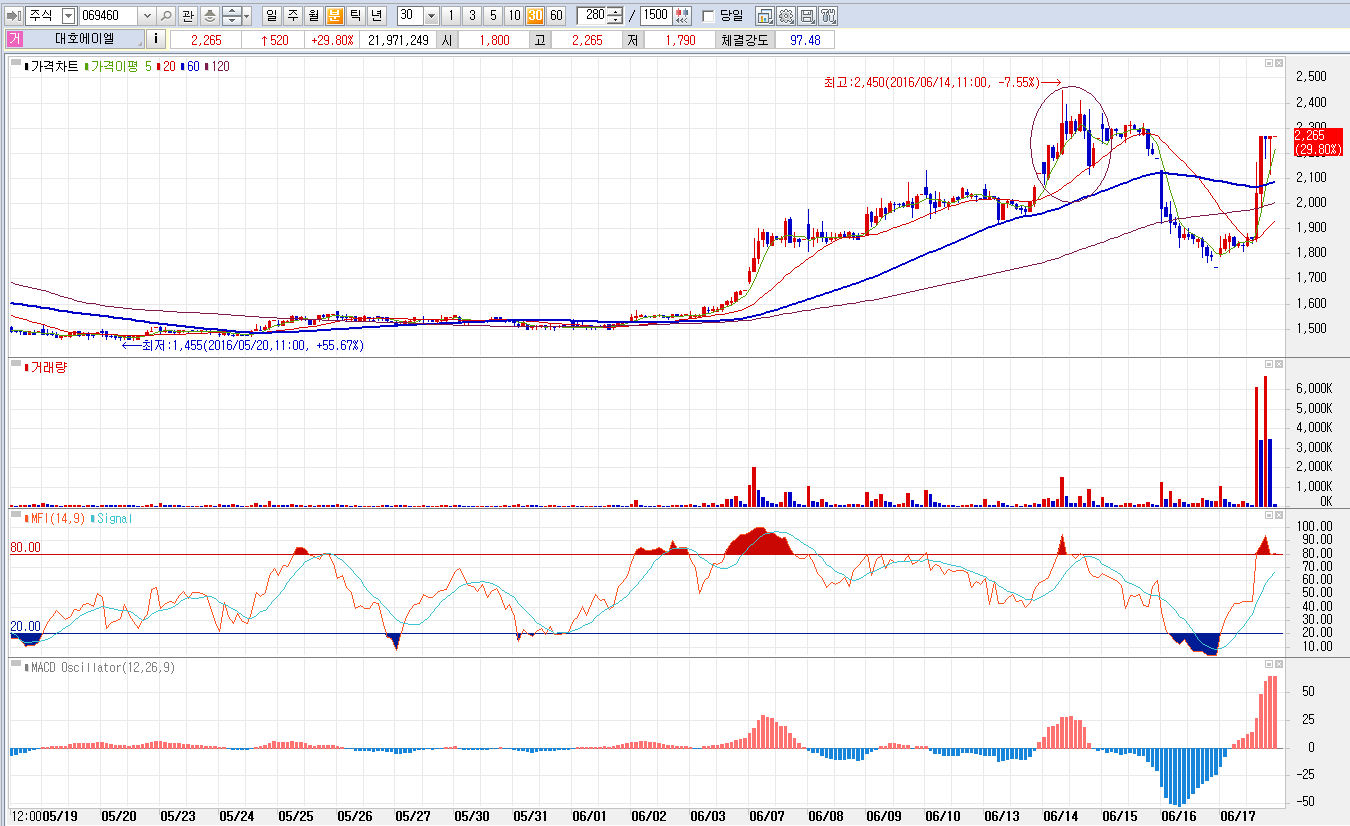 주식 069460 관 일 주 월 분 틱 년 30 1 3 5 10 30 60 280 / 1500 당일
거 대호에이엘 i 2,265 ↑520 +29.80% 21,971,249 시 1,800 고 2,265 저 1,790 체결강도 97.48
가격차트 가격이평 5 20 60 120
최고:2,450(2016/06/14,11:00, -7.55%)→
2,500
2,400
2,300
2,265
(29.80%)
2,100
2,000
1,900
1,800
1,700
1,600
1,500
←최저:1,455(2016/05/20,11:00, +55.67%)
거래량
6,000K
5,000K
4,000K
3,000K
2,000K
1,000K
0K
MFI(14,9) Signal
100.00
90.00
80.00 80.00
70.00
60.00
50.00
40.00
30.00
20.00 20.00
10.00
MACD Oscillator(12,26,9)
50
25
0
-25
-50
12:00 05/19 05/20 05/23 05/24 05/25 05/26 05/27 05/30 05/31 06/01 06/02 06/03 06/07 06/08 06/09 06/10 06/13 06/14 06/15 06/16 06/17